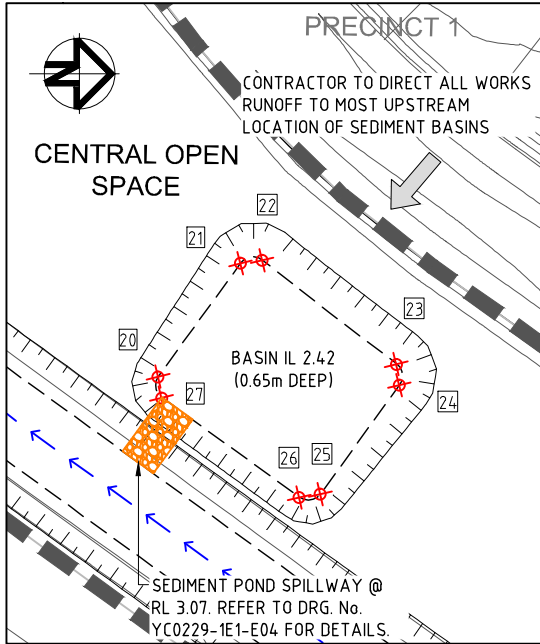 PRECINCT 1
N
CONTRACTOR TO DIRECT ALL WORKS
RUNOFF TO MOST UPSTREAM
LOCATION OF SEDIMENT BASINS
CENTRAL OPEN
SPACE
22
21
23
20
BASIN IL 2.42
(0.65m DEEP)
27
24
26
25
SEDIMENT POND SPILLWAY @
RL 3.07. REFER TO DRG. No.
YC0229-1E1-E04 FOR DETAILS.